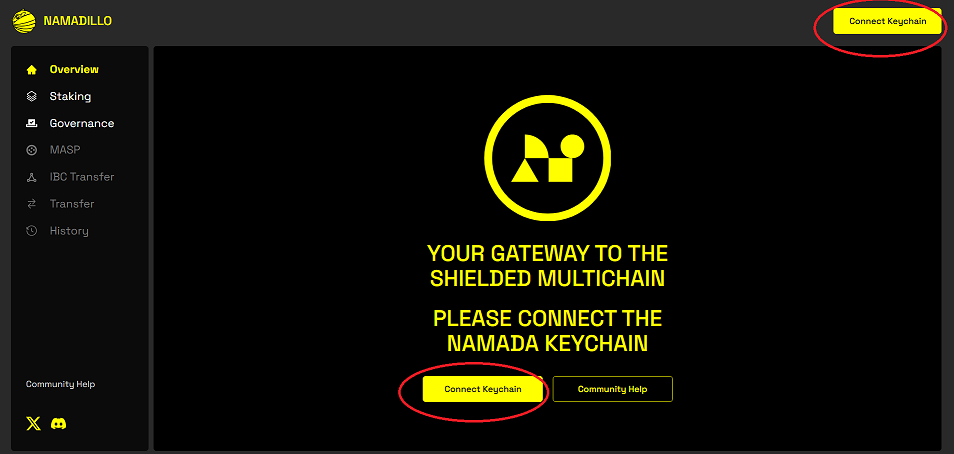 NAMADILLO
Connect Keychain
Overview
Staking
Governance
MASP
IBC Transfer
Transfer
History
YOUR GATEWAY TO THE
SHIELDED MULTICHAIN
PLEASE CONNECT THE
NAMADA KEYCHAIN
Connect Keychain
Community Help
Community Help